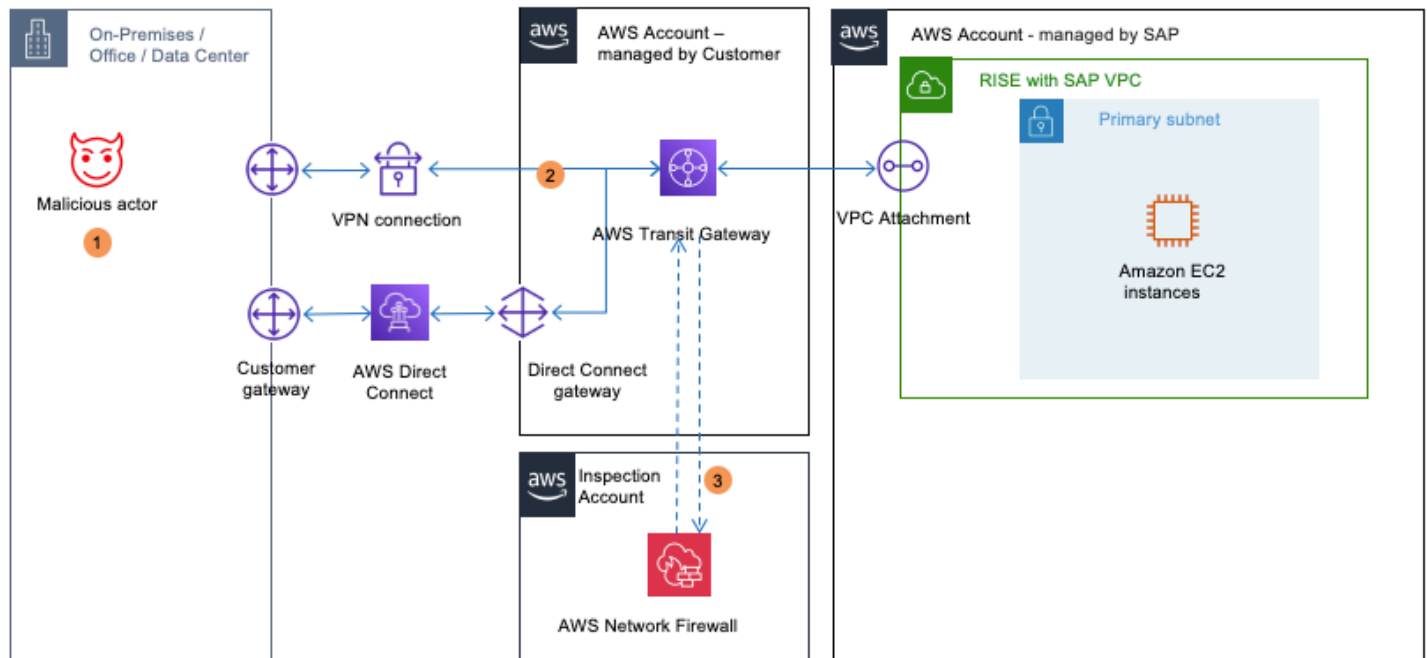 On-Premises /
Office / Data Center
Malicious actor
1
VPN connection
Customer
gateway
AWS Direct
Connect
aws
AWS Account –
managed by Customer
2
AWS Transit Gateway
Direct Connect
gateway
aws
Inspection
Account
3
AWS Network Firewall
aws
AWS Account - managed by SAP
RISE with SAP VPC
Primary subnet
VPC Attachment
Amazon EC2
instances